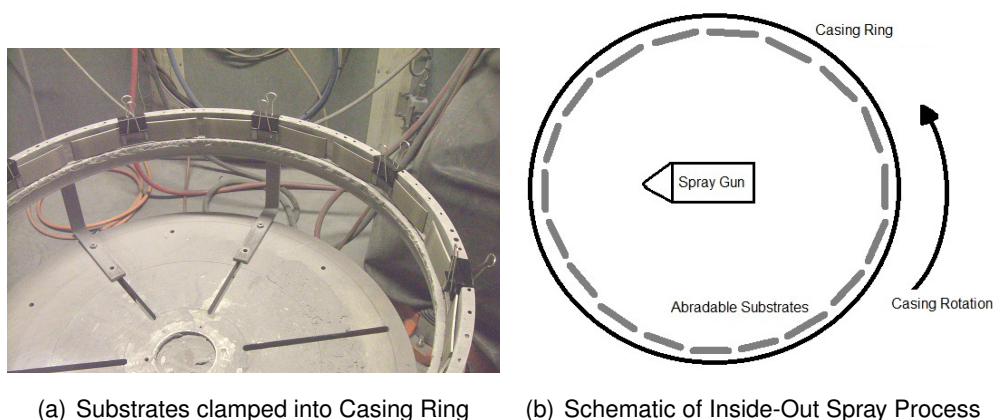 Casing Ring
Spray Gun
Abradable Substrates
Casing Rotation
(a) Substrates clamped into Casing Ring
(b) Schematic of Inside-Out Spray Process